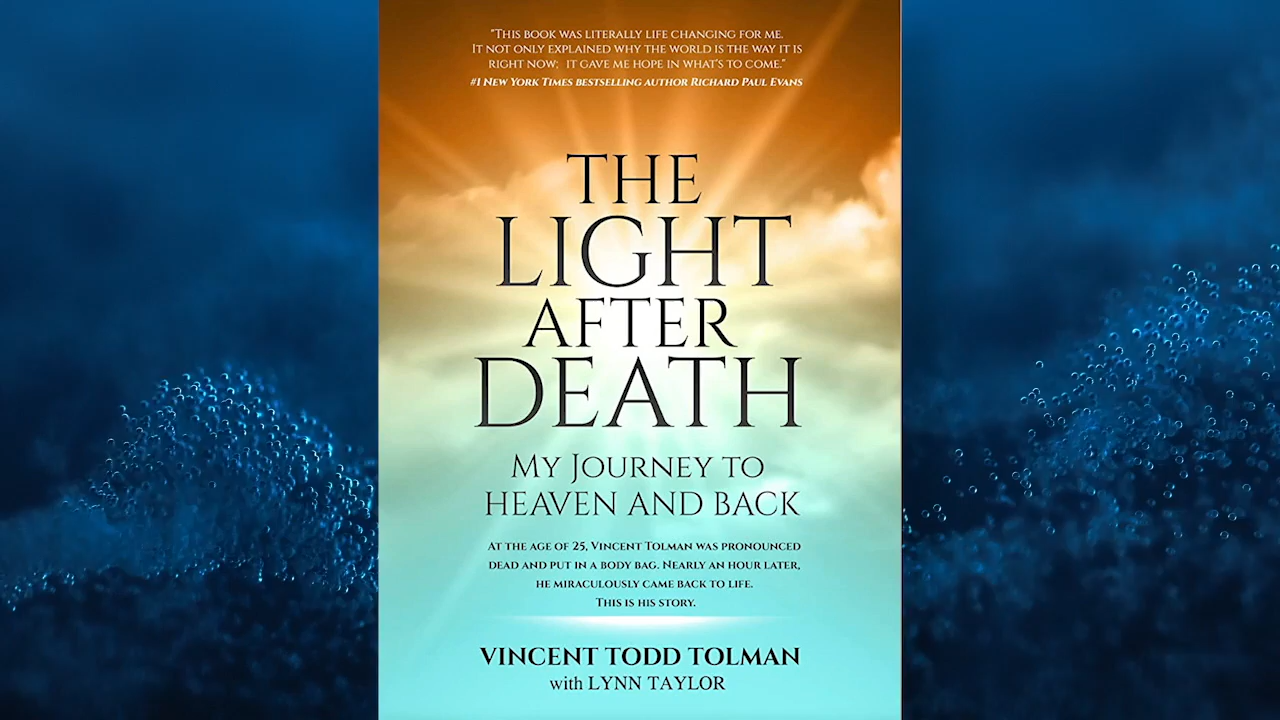 "This book was literally life changing for me.
It not only explained why the world is the way it is
right now; it gave me hope in what's to come."
#1 New York Times bestselling author Richard Paul Evans
THE
LIGHT
AFTER
DEATH
My Journey to
Heaven and Back
At the age of 25, Vincent Tolman was pronounced
dead and put in a body bag. Nearly an hour later,
he miraculously came back to life.
This is his story.
VINCENT TODD TOLMAN
with LYNN TAYLOR